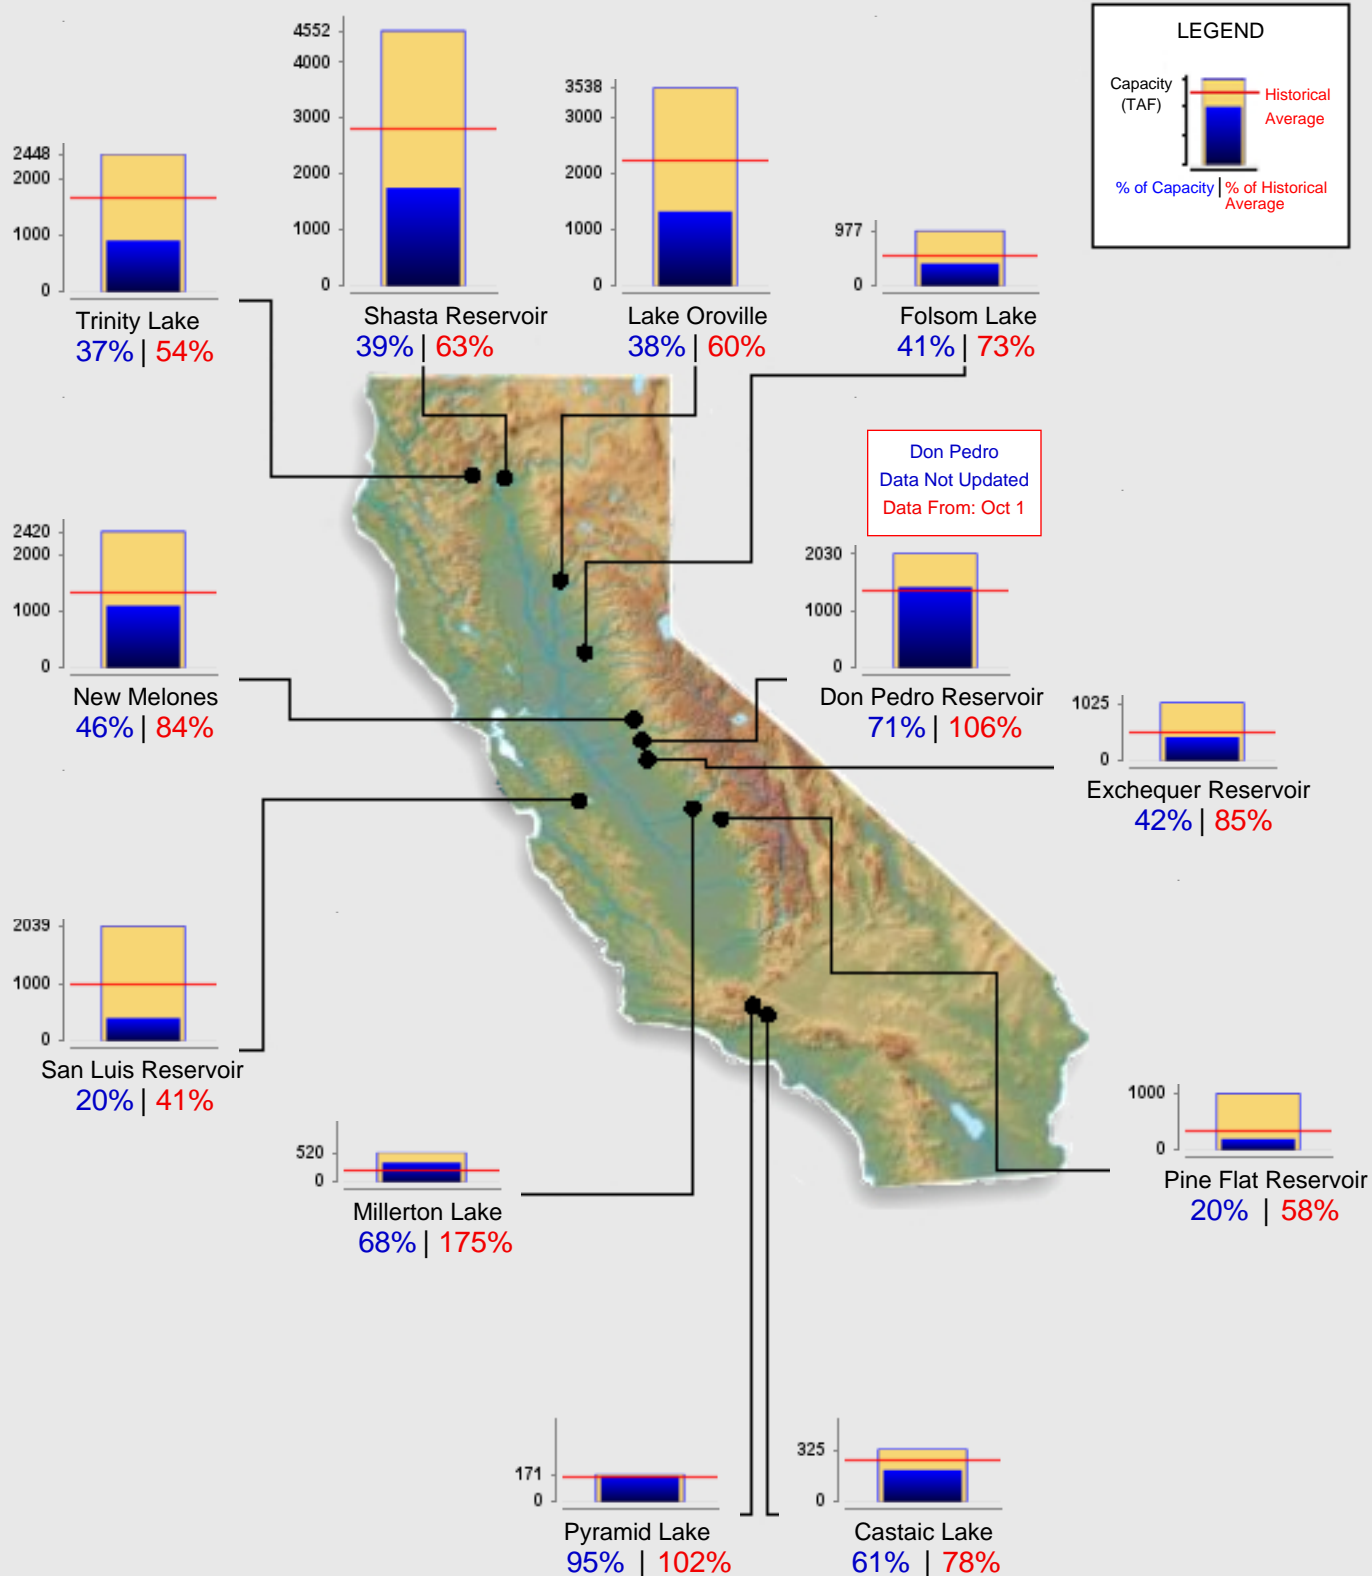 LEGEND
Capacity
(TAF)
Historical
Average
% of Capacity | % of Historical
Average
4552
4000
3000
2000
1000
0
Shasta Reservoir
39% | 63%
3538
3000
2000
1000
0
Lake Oroville
38% | 60%
2448
2000
1000
0
Trinity Lake
37% | 54%
977
0
Folsom Lake
41% | 73%
Don Pedro
Data Not Updated
Data From: Oct 1
2420
2000
1000
0
New Melones
46% | 84%
2030
1000
0
Don Pedro Reservoir
71% | 106%
1025
0
Exchequer Reservoir
42% | 85%
2039
1000
0
San Luis Reservoir
20% | 41%
520
0
Millerton Lake
68% | 175%
1000
0
Pine Flat Reservoir
20% | 58%
171
0
Pyramid Lake
95% | 102%
325
0
Castaic Lake
61% | 78%